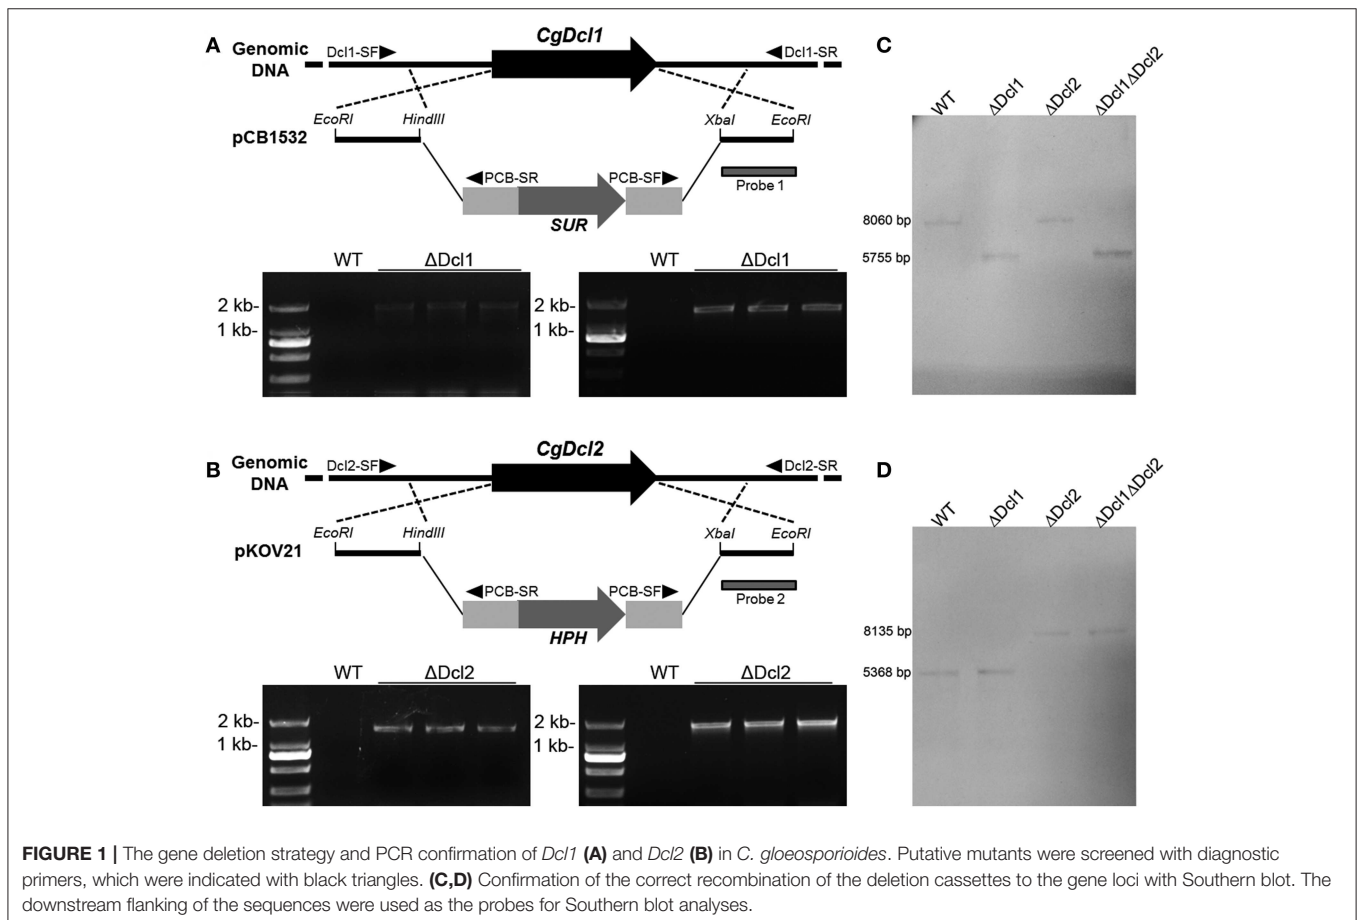 A
Genomic
DNA
Dcl1-SF
CgDcl1
Dcl1-SR
EcoRI
HindIII
XbaI
EcoRI
pCB1532
PCB-SR
PCB-SF
Probe 1
SUR
WT
ΔDcl1
WT
ΔDcl1
2 kb-
1 kb-
2 kb-
1 kb-
C
WT
ΔDcl1
ΔDcl2
ΔDcl1ΔDcl2
8060 bp
5755 bp
B
Genomic
DNA
Dcl2-SF
CgDcl2
Dcl2-SR
EcoRI
HindIII
XbaI
EcoRI
pKOV21
PCB-SR
PCB-SF
Probe 2
HPH
WT
ΔDcl2
WT
ΔDcl2
2 kb-
1 kb-
2 kb-
1 kb-
D
WT
ΔDcl1
ΔDcl2
ΔDcl1ΔDcl2
8135 bp
5368 bp
FIGURE 1 | The gene deletion strategy and PCR confirmation of Dcl1 (A) and Dcl2 (B) in C. gloeosporioides. Putative mutants were screened with diagnostic
primers, which were indicated with black triangles. (C,D) Confirmation of the correct recombination of the deletion cassettes to the gene loci with Southern blot. The
downstream flanking of the sequences were used as the probes for Southern blot analyses.